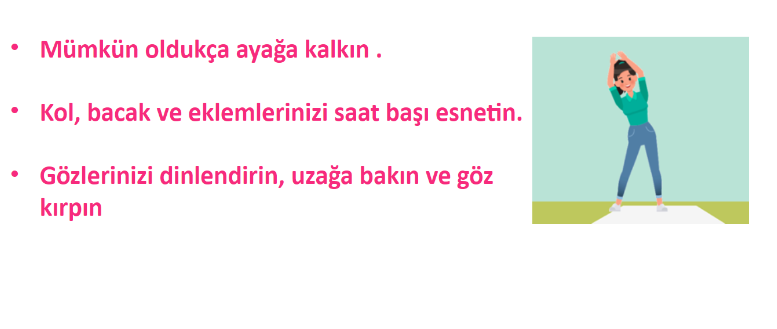 • Mümkün oldukça ayağa kalkın .
• Kol, bacak ve eklemlerinizi saat başı esnetin.
• Gözlerinizi dinlendirin, uzağa bakın ve göz
kırpın